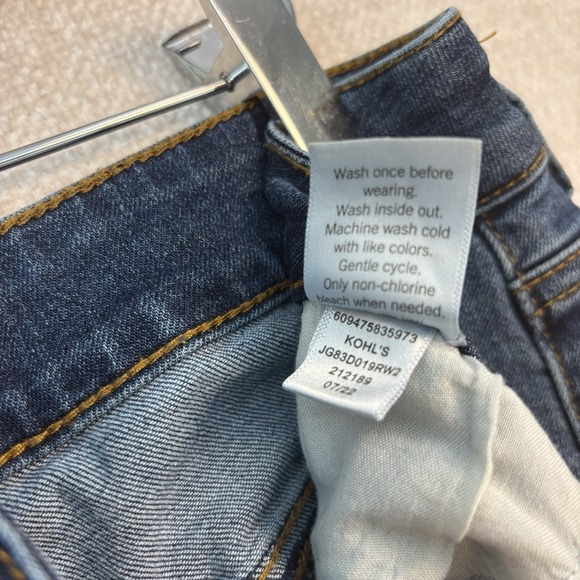 Wash once before
wearing.
Wash inside out.
Machine wash cold
with like colors.
Gentle cycle.
Only non-chlorine
bleach when needed.
609475835973
KOHL'S
JG83D019RW2
212189
07/22